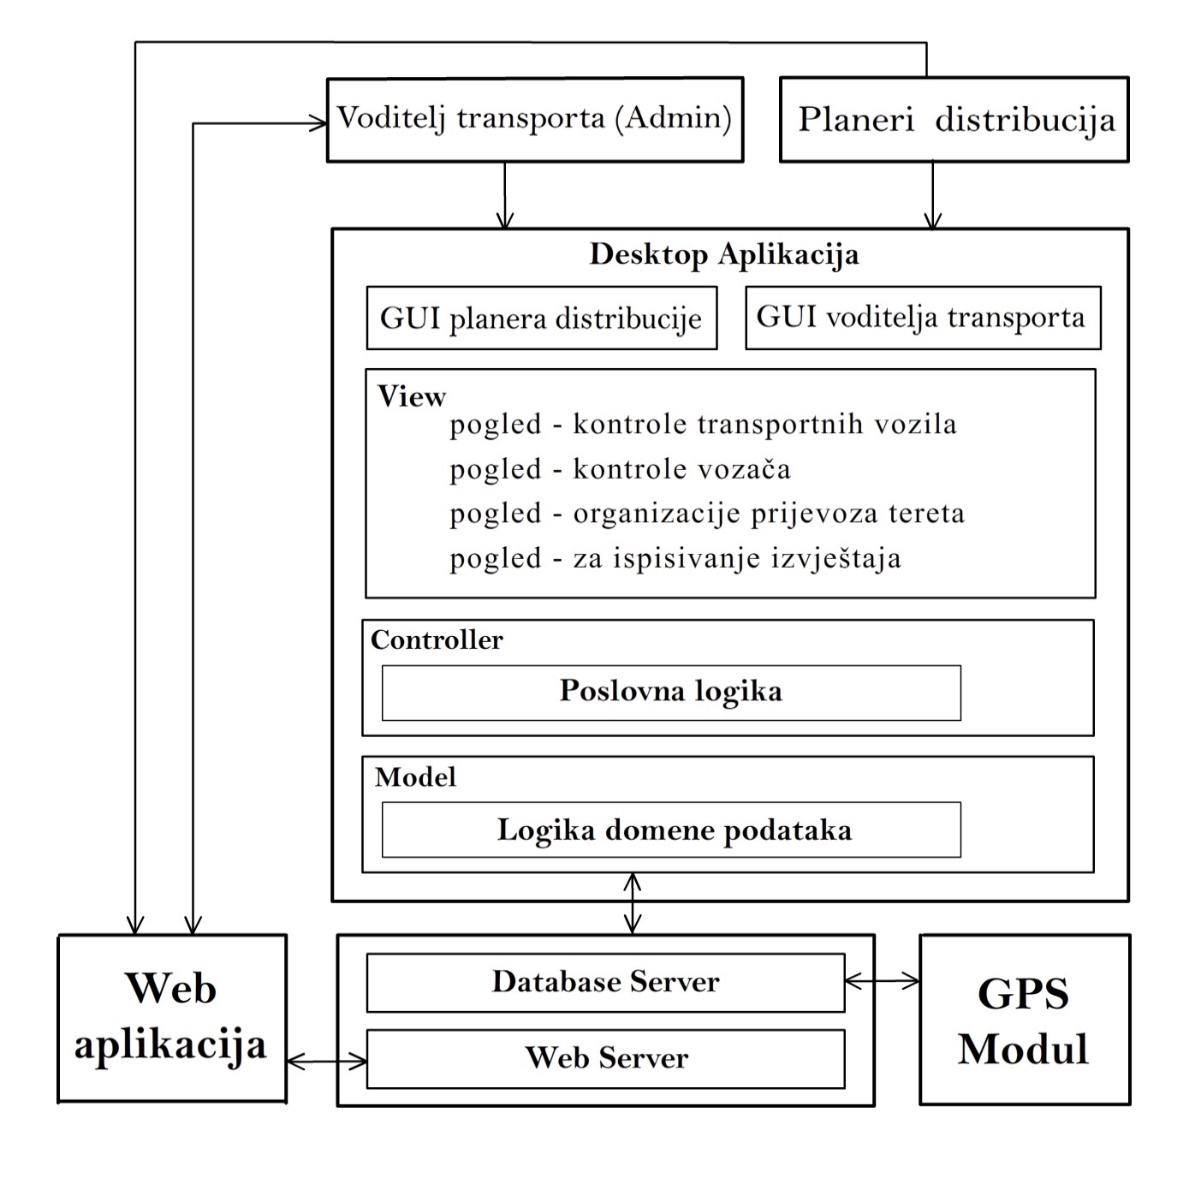 Voditelj transporta (Admin)
Planeri distribucija
Desktop Aplikacija
GUI planera distribucije
GUI voditelja transporta
View
pogled - kontrole transportnih vozila
pogled - kontrole vozača
pogled - organizacije prijevoza tereta
pogled - za ispisivanje izvještaja
Controller
Poslovna logika
Model
Logika domene podataka
Web
aplikacija
Database Server
Web Server
GPS
Modul